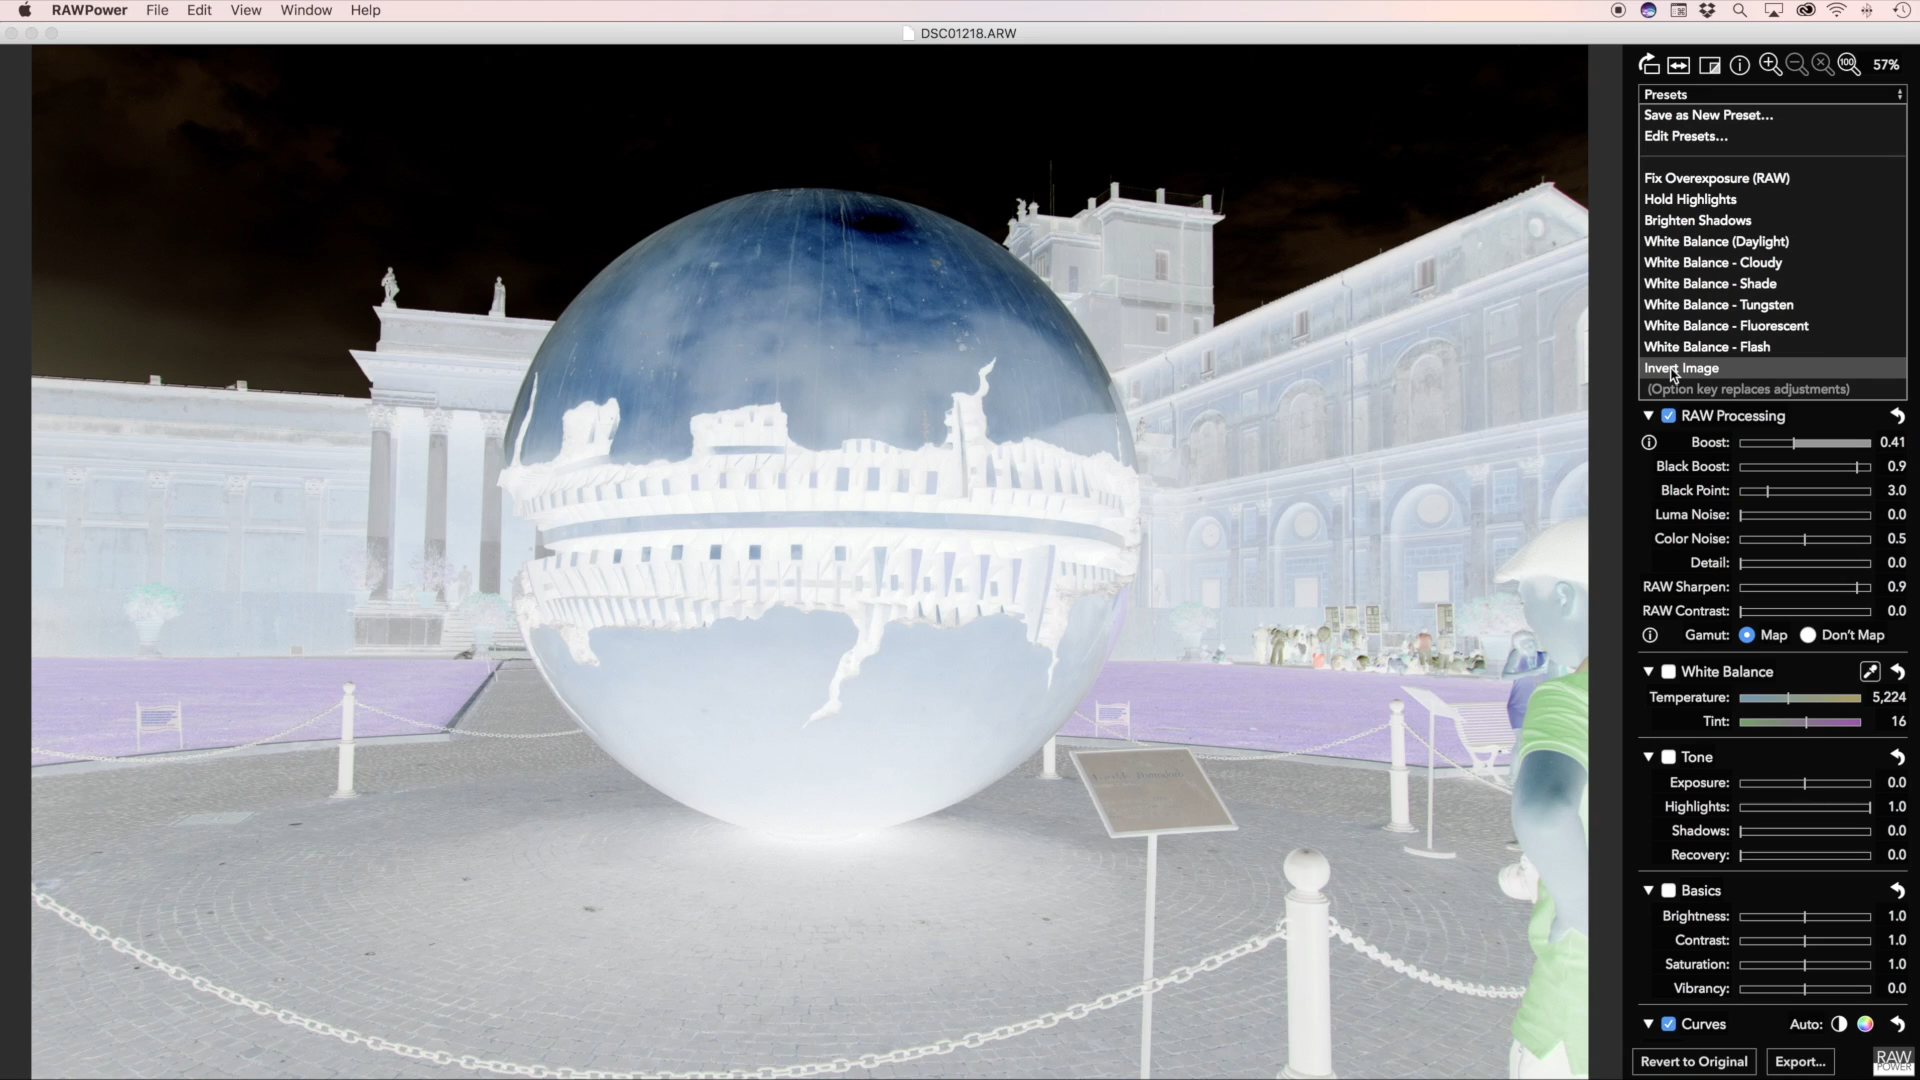 RAWPower File Edit View Window Help
DSC01218.ARW
100 57%
Presets
Save as New Preset...
Edit Presets...
Fix Overexposure (RAW)
Hold Highlights
Brighten Shadows
White Balance (Daylight)
White Balance - Cloudy
White Balance - Shade
White Balance - Tungsten
White Balance - Fluorescent
White Balance - Flash
Invert Image
(Option key replaces adjustments)
RAW Processing
Boost: 0.41
Black Boost: 0.9
Black Point: 3.0
Luma Noise: 0.0
Color Noise: 0.5
Detail: 0.0
RAW Sharpen: 0.9
RAW Contrast: 0.0
Gamut: Map Don't Map
White Balance
Temperature: 5,224
Tint: 16
Tone
Exposure: 0.0
Highlights: 1.0
Shadows: 0.0
Recovery: 0.0
Basics
Brightness: 1.0
Contrast: 1.0
Saturation: 1.0
Vibrancy: 0.0
Curves Auto:
Revert to Original Export... RAW
POWER